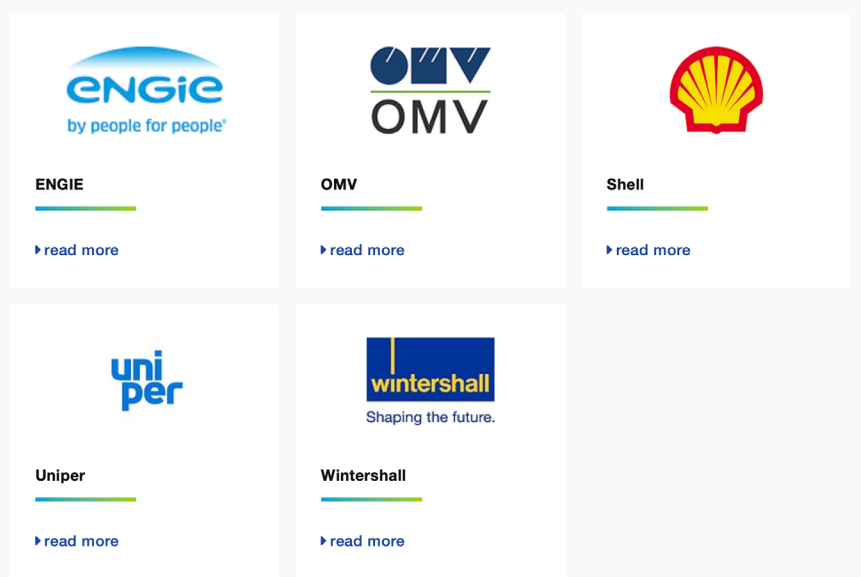 ENGIE
by people for people®
ENGIE
read more
OMV
OMV
OMV
read more
Shell
read more
uni
per
Uniper
read more
wintershall
Shaping the future.
Wintershall
read more